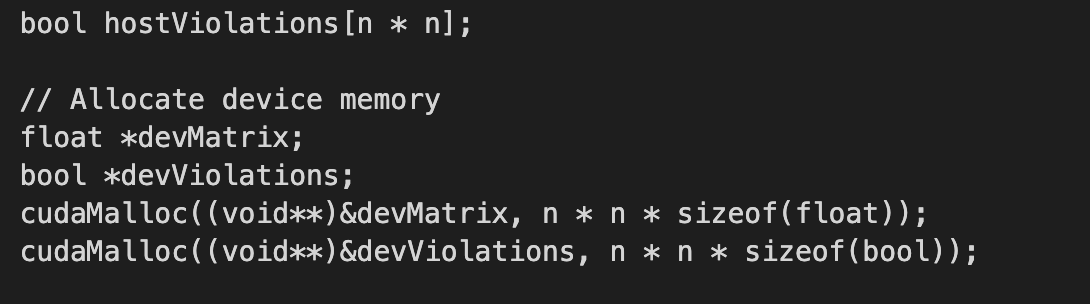 bool hostViolations[n * n];
// Allocate device memory
float *devMatrix;
bool *devViolations;
cudaMalloc((void**)&devMatrix, n * n * sizeof(float));
cudaMalloc((void**)&devViolations, n * n * sizeof(bool));